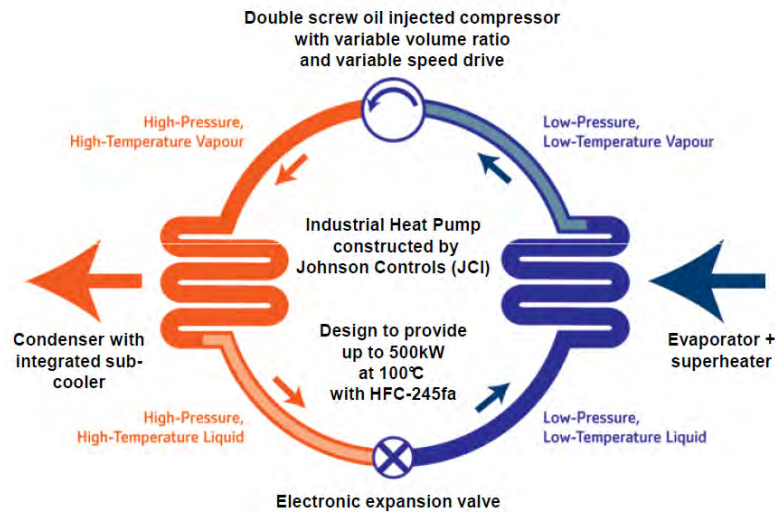 Double screw oil injected compressor
with variable volume ratio
and variable speed drive
High-Pressure,
High-Temperature Vapour
Low-Pressure,
Low-Temperature Vapour
Industrial Heat Pump
constructed by
Johnson Controls (JCI)
Condenser with
integrated sub-
cooler
Design to provide
up to 500kW
at 100°C
with HFC-245fa
Evaporator +
superheater
High-Pressure,
High-Temperature Liquid
Low-Pressure,
Low-Temperature Liquid
Electronic expansion valve